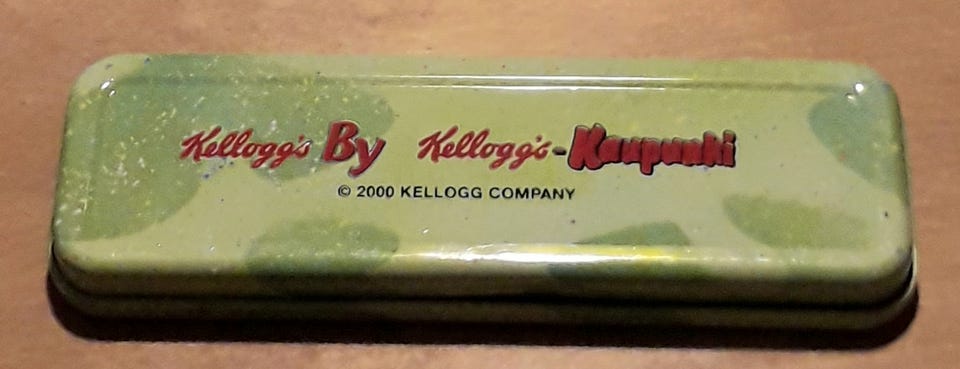 Kellogg's By Kellogg's-Kaupunki
© 2000 KELLOGG COMPANY